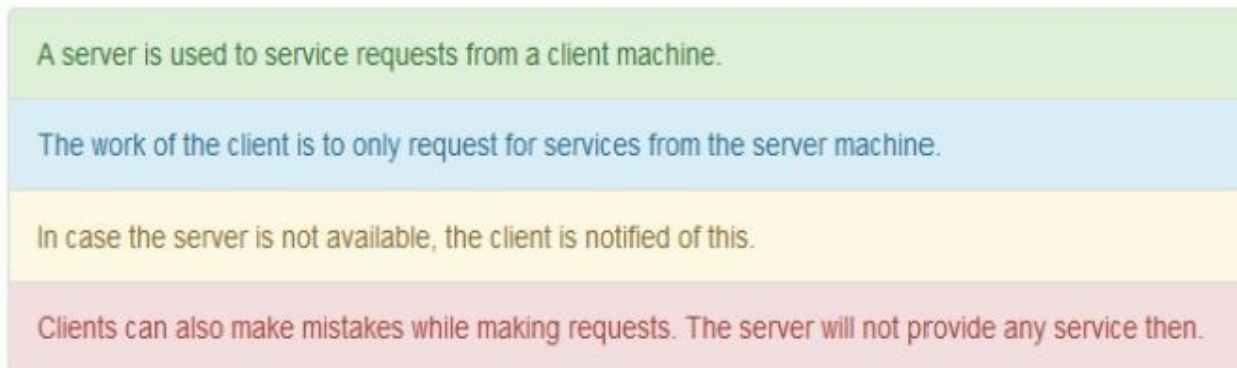 A server is used to service requests from a client machine.
The work of the client is to only request for services from the server machine.
In case the server is not available, the client is notified of this.
Clients can also make mistakes while making requests. The server will not provide any service then.